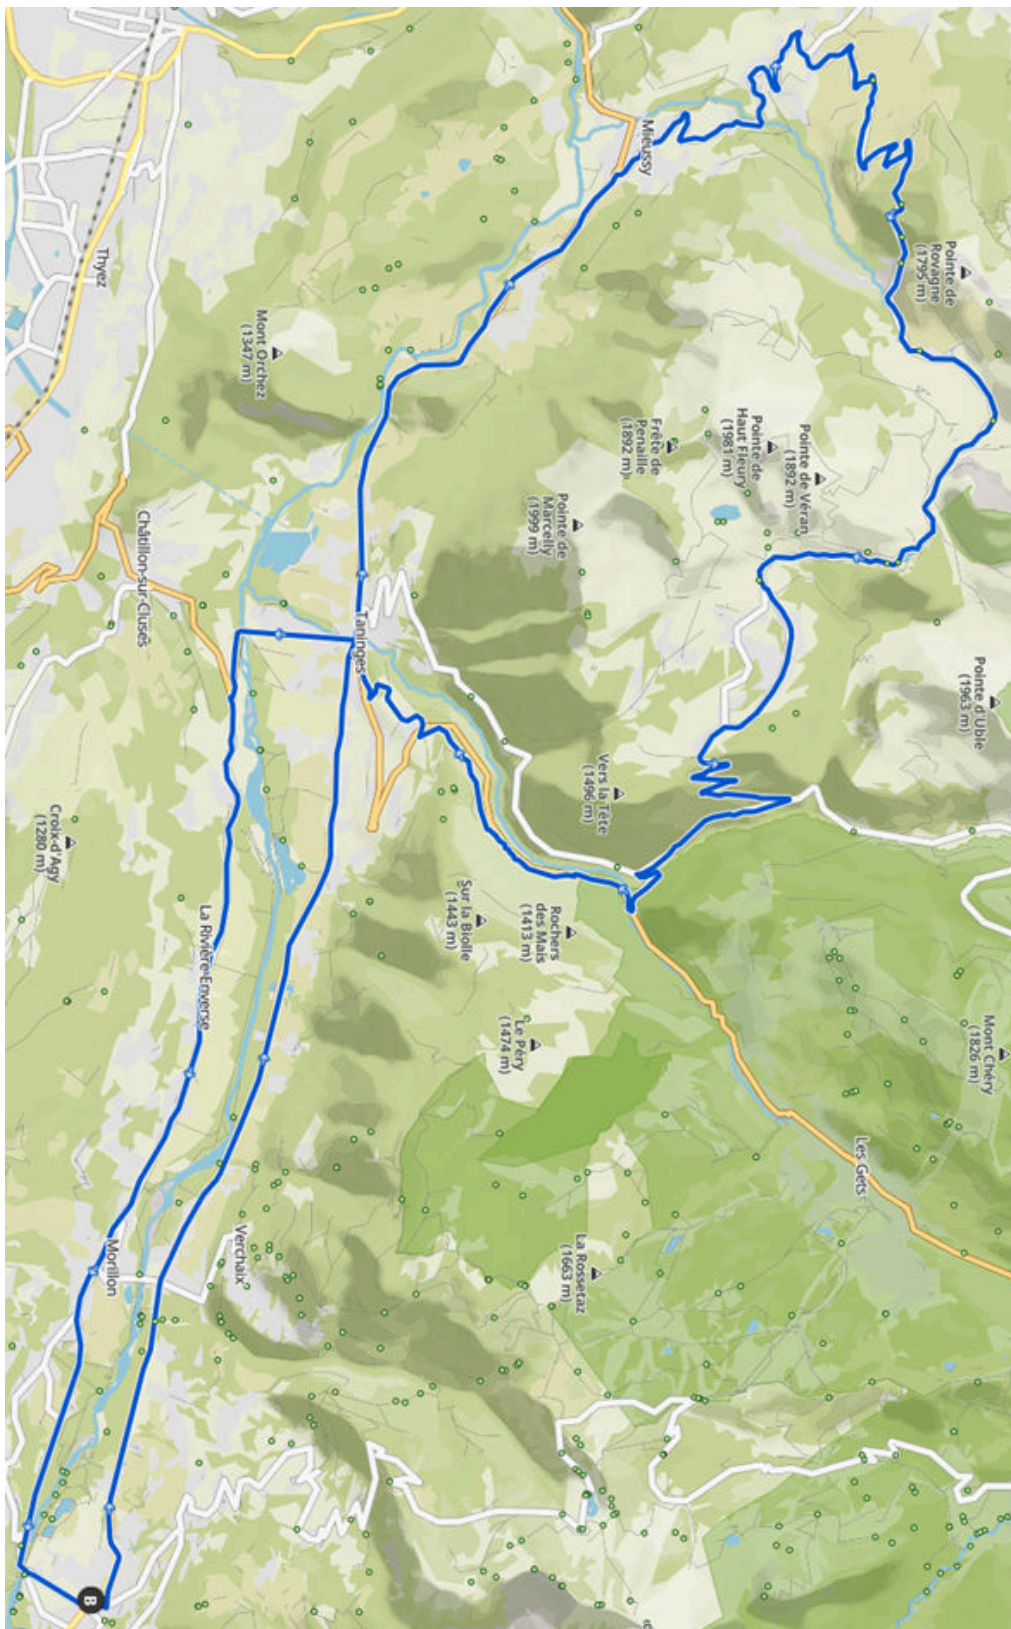 Mont Chéry
(1826 m)
Pointe d'Uble
(1963 m)
Pointe de
Rovagne
(1795 m)
Les Gets
Pointe de Véran
(1892 m)
Pointe de
Haut Fleury
(1981 m)
Frête de
Penaille
(1892 m)
Mieussy
Vers la Tête
(1496 m)
La Rossetaz
(1663 m)
Pointe de
Marcelly
(1999 m)
Rochers
des Mais
(1413 m)
Le Péry
(1474 m)
Sur la Biolle
(1443 m)
Taninges
Mont Orchez
(1347 m)
Verchaix
La Rivière-Enverse
Châtillon-sur-Cluses
Morillon
Thyez
B
Croix-d'Agy
(1280 m)